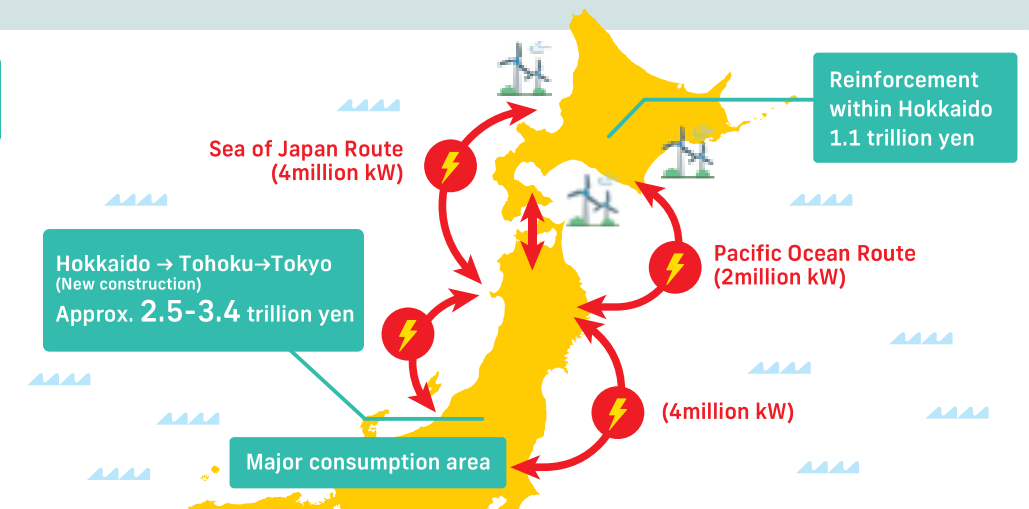 Reinforcement
within Hokkaido
1.1 trillion yen
Sea of Japan Route
(4million kW)
Hokkaido → Tohoku→Tokyo
(New construction)
Approx. 2.5-3.4 trillion yen
Pacific Ocean Route
(2million kW)
(4million kW)
Major consumption area